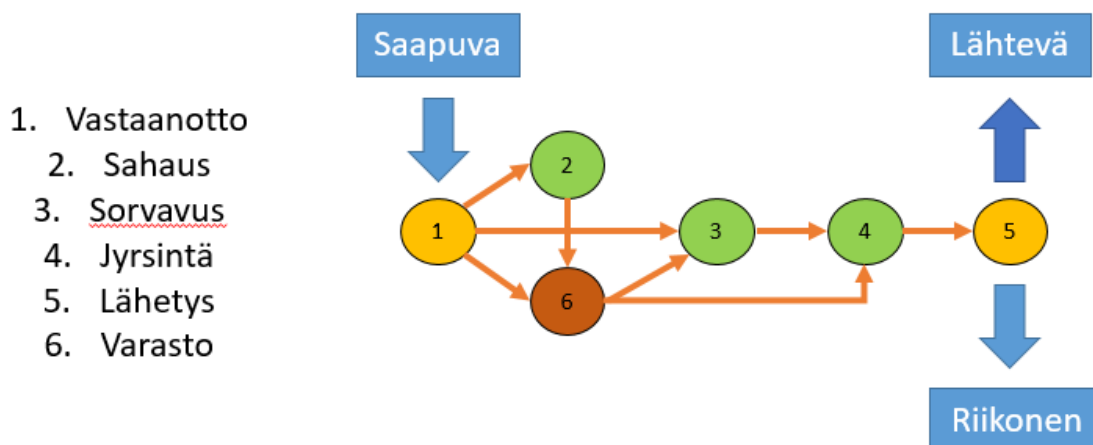 Saapuva
Lähtevä
1. Vastaanotto
2. Sahaus
3. Sorvavus
4. Jyrsintä
5. Lähetys
6. Varasto
2
1
3
4
5
6
Riikonen